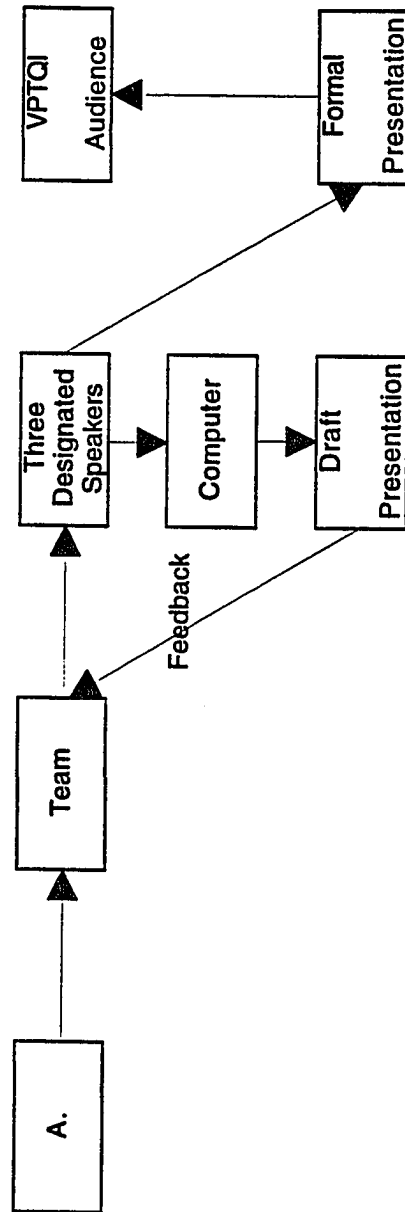 A.
Team
Three
Designated
Speakers
VPTQI
Audience
Feedback
Computer
Draft
Presentation
Formal
Presentation